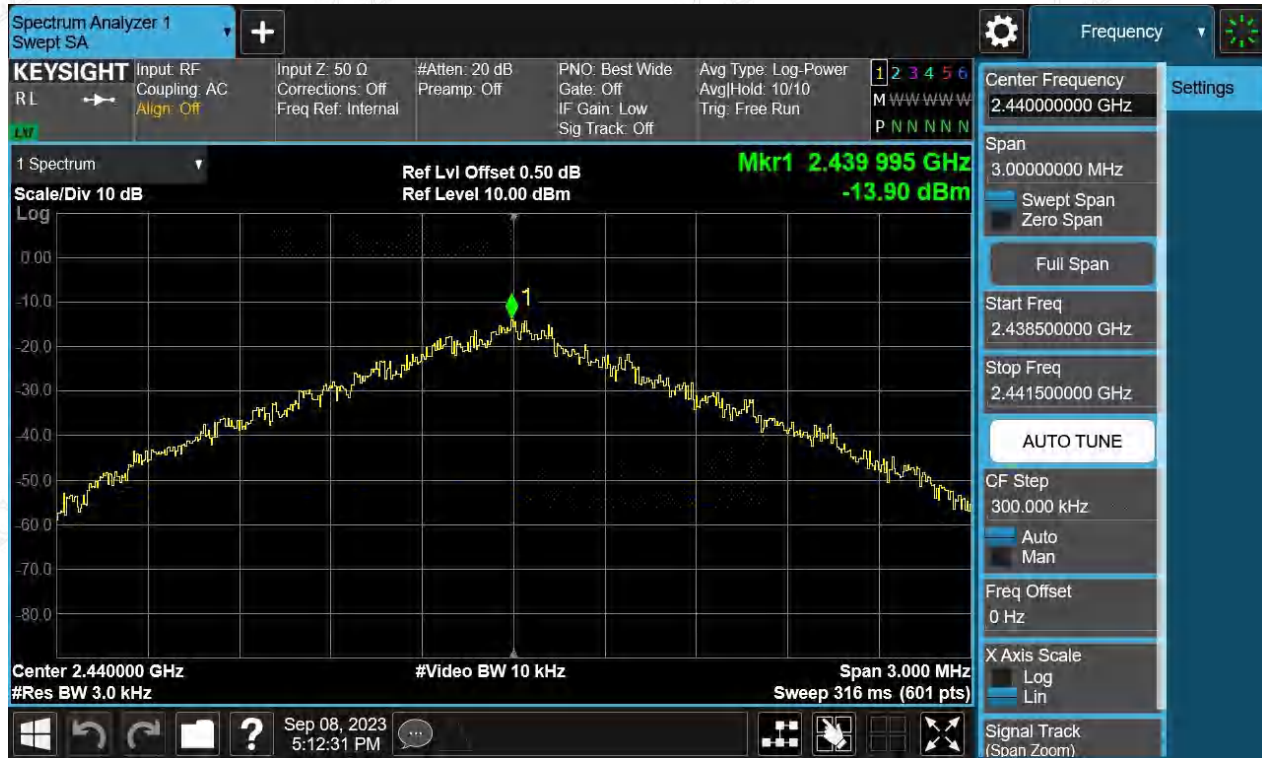 Spectrum Analyzer 1
Swept SA
+
Frequency
KEYSIGHT
RL
LXI
Input: RF
Coupling: AC
Align: Off
Input Z: 50 Ω
Corrections: Off
Freq Ref: Internal
#Atten: 20 dB
Preamp: Off
PNO: Best Wide
Gate: Off
IF Gain: Low
Sig Track: Off
Avg Type: Log-Power
Avg|Hold: 10/10
Trig: Free Run
1 2 3 4 5 6
M W W W W W
P N N N N N
1 Spectrum
Scale/Div 10 dB
Log
Ref Lvl Offset 0.50 dB
Ref Level 10.00 dBm
Mkr1 2.439 995 GHz
-13.90 dBm
1
0.00
-10.0
-20.0
-30.0
-40.0
-50.0
-60.0
-70.0
-80.0
Center 2.440000 GHz
#Res BW 3.0 kHz
#Video BW 10 kHz
Span 3.000 MHz
Sweep 316 ms (601 pts)
Center Frequency
2.440000000 GHz
Settings
Span
3.00000000 MHz
Swept Span
Zero Span
Full Span
Start Freq
2.438500000 GHz
Stop Freq
2.441500000 GHz
AUTO TUNE
CF Step
300.000 kHz
Auto
Man
Freq Offset
0 Hz
X Axis Scale
Log
Lin
Signal Track
(Span Zoom)
?
Sep 08, 2023
5:12:31 PM